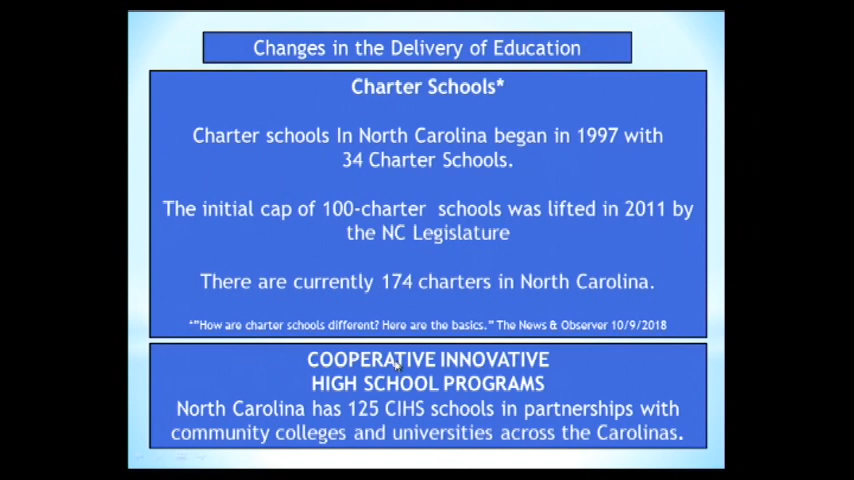 Changes in the Delivery of Education
Charter Schools*
Charter schools In North Carolina began in 1997 with
34 Charter Schools.
The initial cap of 100-charter schools was lifted in 2011 by
the NC Legislature
There are currently 174 charters in North Carolina.
*"How are charter schools different? Here are the basics." The News & Observer 10/9/2018
COOPERATIVE INNOVATIVE
HIGH SCHOOL PROGRAMS
North Carolina has 125 CIHS schools in partnerships with
community colleges and universities across the Carolinas.